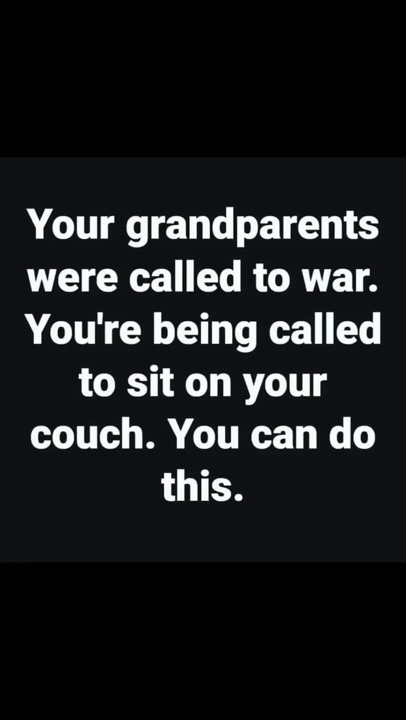 Your grandparents
were called to war.
You're being called
to sit on your
couch. You can do
this.